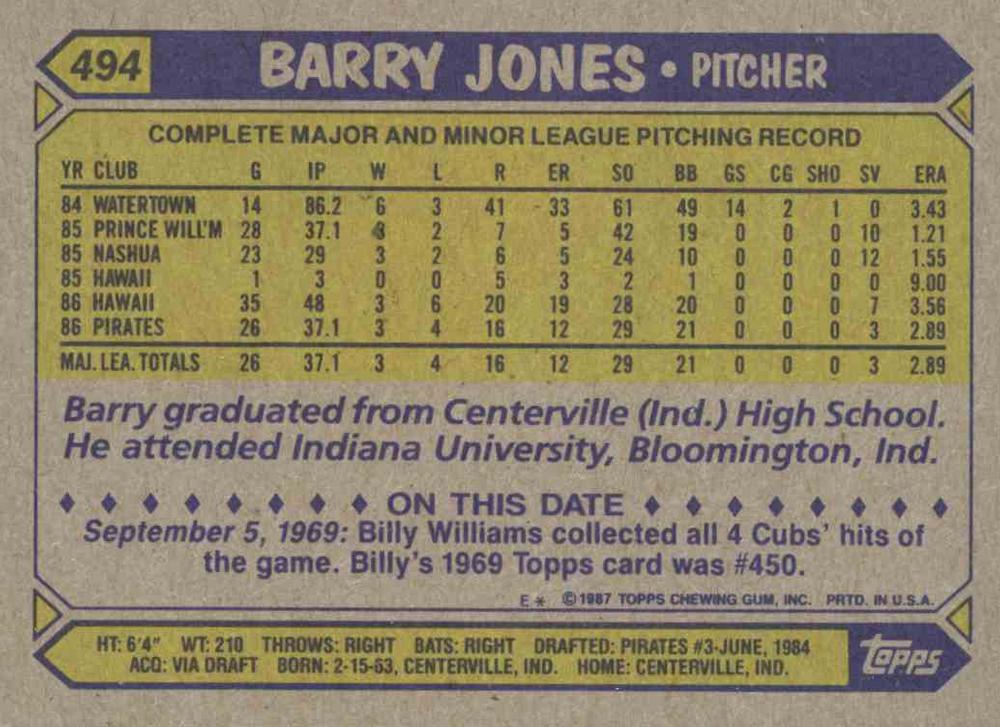 494 BARRY JONES • PITCHER
COMPLETE MAJOR AND MINOR LEAGUE PITCHING RECORD
YR CLUB G IP W L R ER SO BB GS CG SHO SV ERA
84 WATERTOWN 14 86.2 6 3 41 33 61 49 14 2 1 0 3.43
85 PRINCE WILL'M 28 37.1 3 2 7 5 42 19 0 0 0 10 1.21
85 NASHUA 23 29 3 2 6 5 24 10 0 0 0 12 1.55
85 HAWAII 1 3 0 0 5 3 2 1 0 0 0 0 9.00
86 HAWAII 35 48 3 6 20 19 28 20 0 0 0 7 3.56
86 PIRATES 26 37.1 3 4 16 12 29 21 0 0 0 3 2.89
MAJ. LEA. TOTALS 26 37.1 3 4 16 12 29 21 0 0 0 3 2.89
Barry graduated from Centerville (Ind.) High School.
He attended Indiana University, Bloomington, Ind.
♦ ♦ ♦ ♦ ♦ ♦ ♦ ♦ ON THIS DATE ♦ ♦ ♦ ♦ ♦ ♦ ♦ ♦
September 5, 1969: Billy Williams collected all 4 Cubs' hits of
the game. Billy's 1969 Topps card was #450.
E * © 1987 TOPPS CHEWING GUM, INC. PRTD. IN U.S.A.
HT: 6'4" WT: 210 THROWS: RIGHT BATS: RIGHT DRAFTED: PIRATES #3-JUNE, 1984
ACQ: VIA DRAFT BORN: 2-15-63, CENTERVILLE, IND. HOME: CENTERVILLE, IND.
Topps